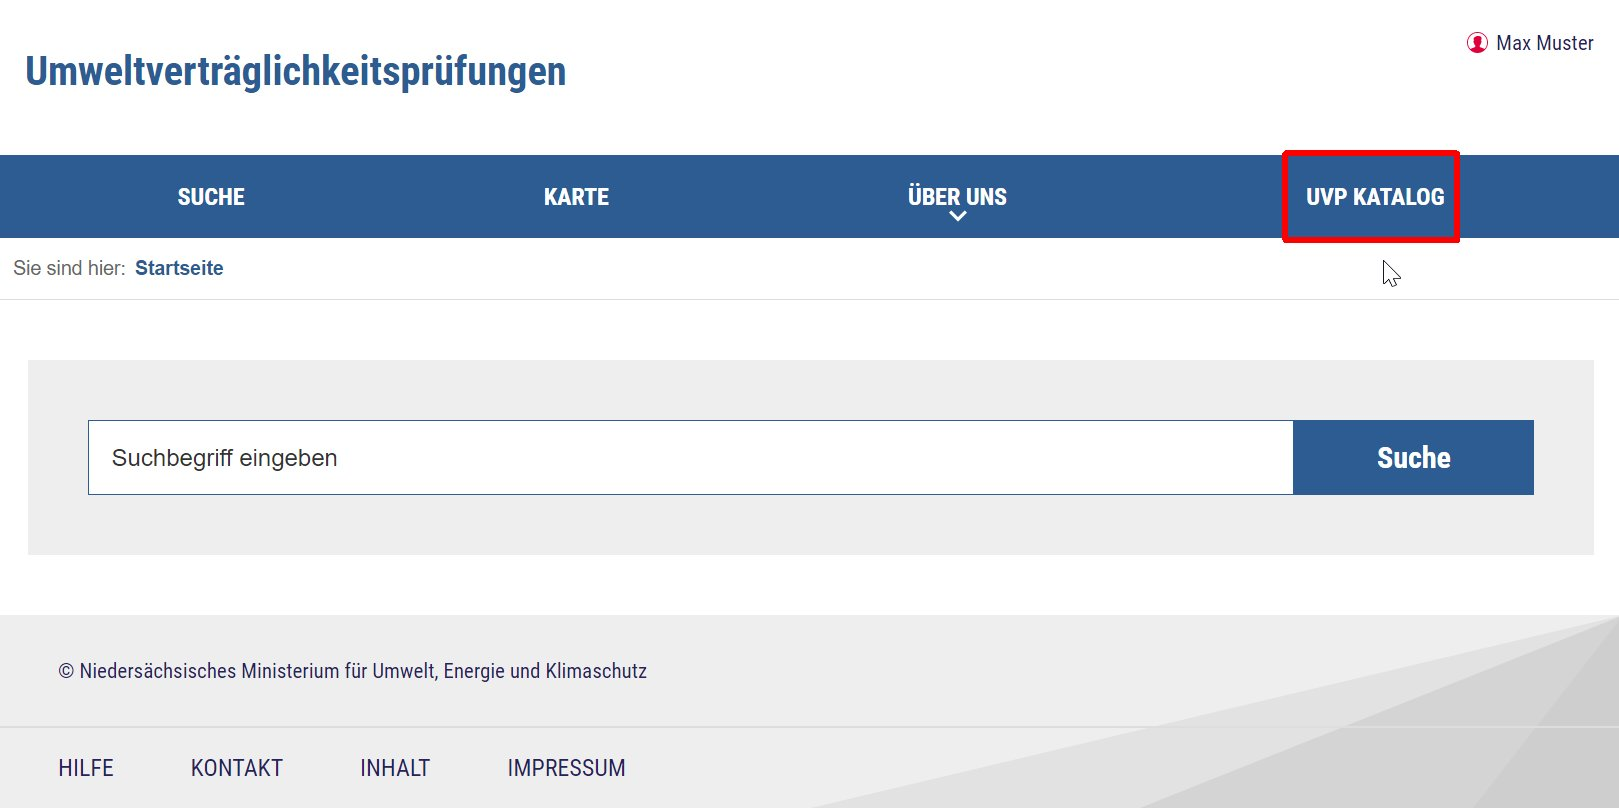 Max Muster
Umweltverträglichkeitsprüfungen
SUCHE KARTE ÜBER UNS UVP KATALOG
Sie sind hier: Startseite
Suchbegriff eingeben Suche
© Niedersächsisches Ministerium für Umwelt, Energie und Klimaschutz
HILFE KONTAKT INHALT IMPRESSUM